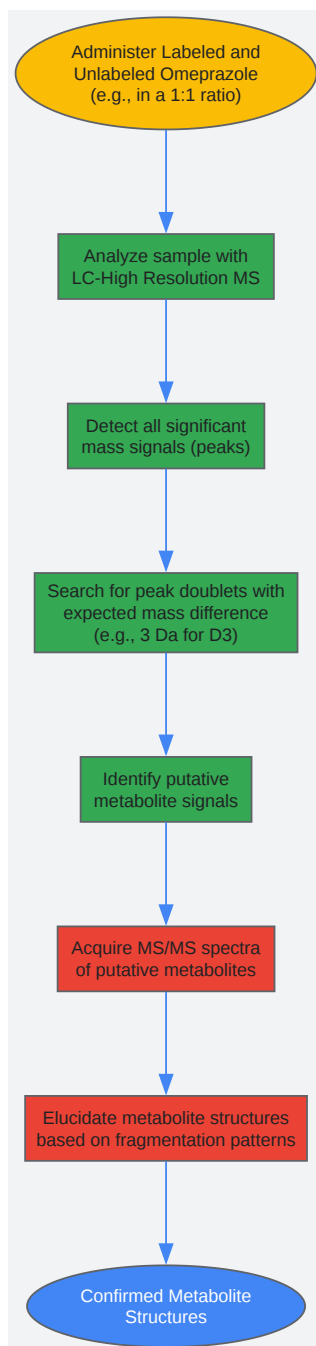 Administer Labeled and
Unlabeled Omeprazole
(e.g., in a 1:1 ratio)
Analyze sample with
LC-High Resolution MS
Detect all significant
mass signals (peaks)
Search for peak doublets with
expected mass difference
(e.g., 3 Da for D3)
Identify putative
metabolite signals
Acquire MS/MS spectra
of putative metabolites
Elucidate metabolite structures
based on fragmentation patterns
Confirmed Metabolite
Structures